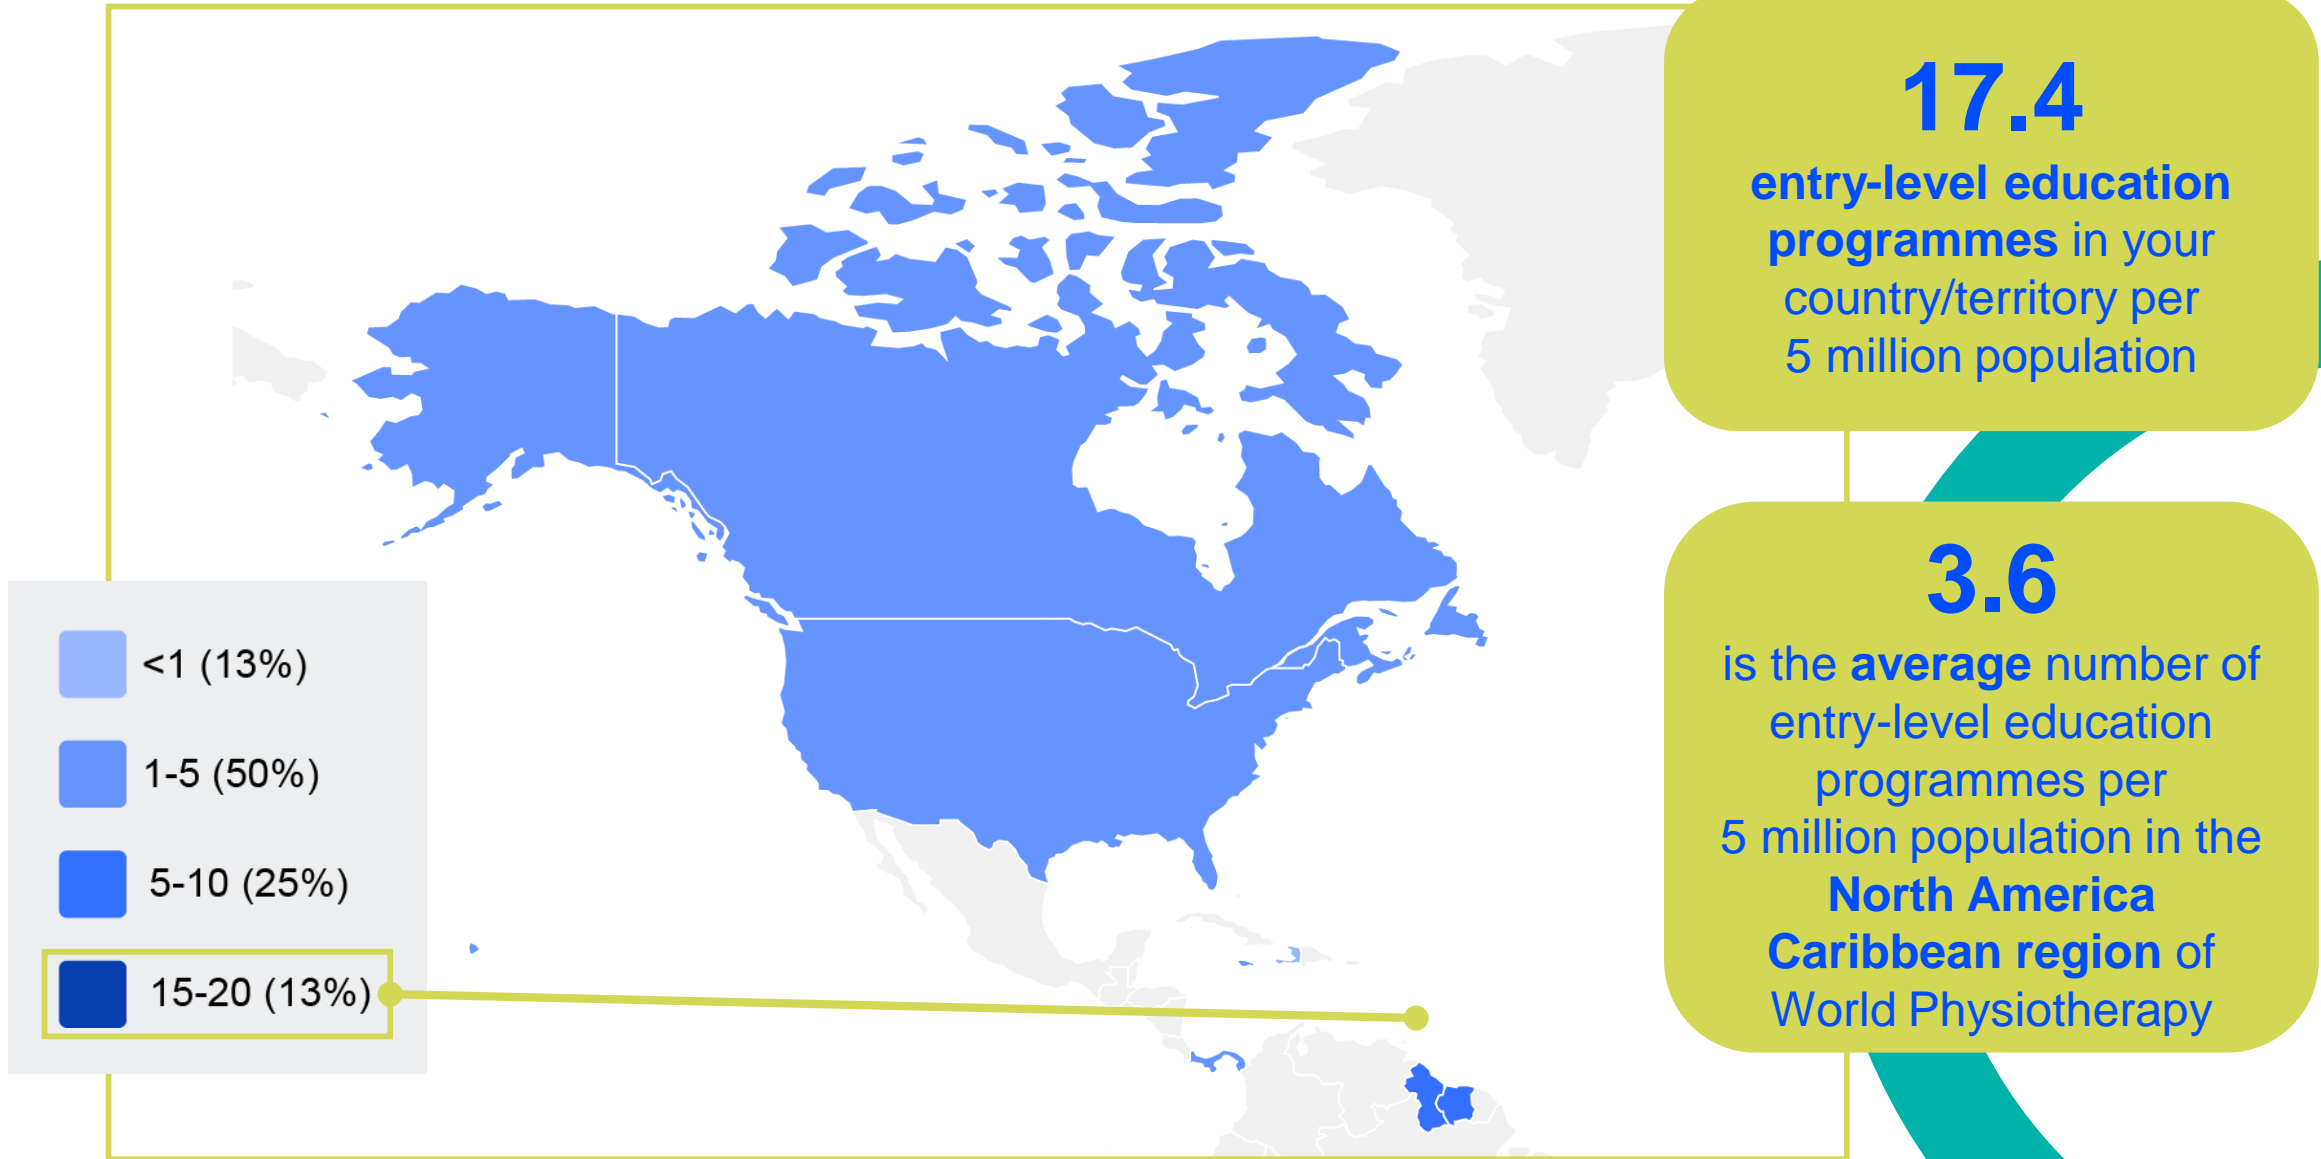 17.4
entry-level education
programmes in your
country/territory per
5 million population
3.6
is the average number of
entry-level education
programmes per
5 million population in the
North America
Caribbean region of
World Physiotherapy
<1 (13%)
1-5 (50%)
5-10 (25%)
15-20 (13%)